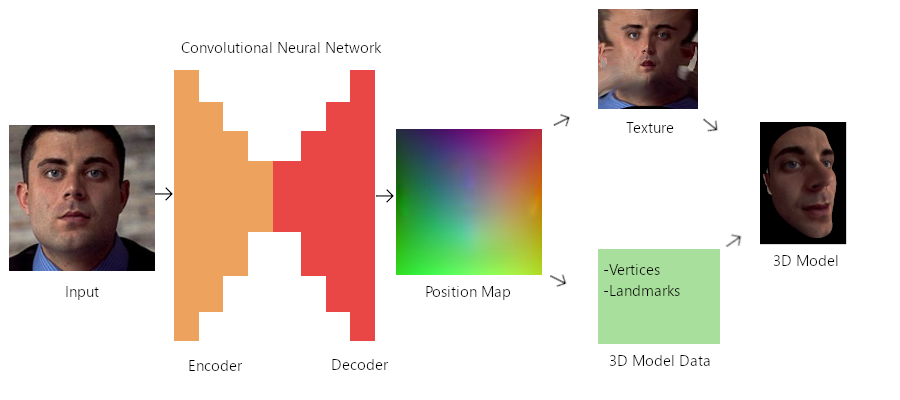 Convolutional Neural Network
Input
Encoder
Decoder
Position Map
Texture
-Vertices
-Landmarks
3D Model Data
3D Model